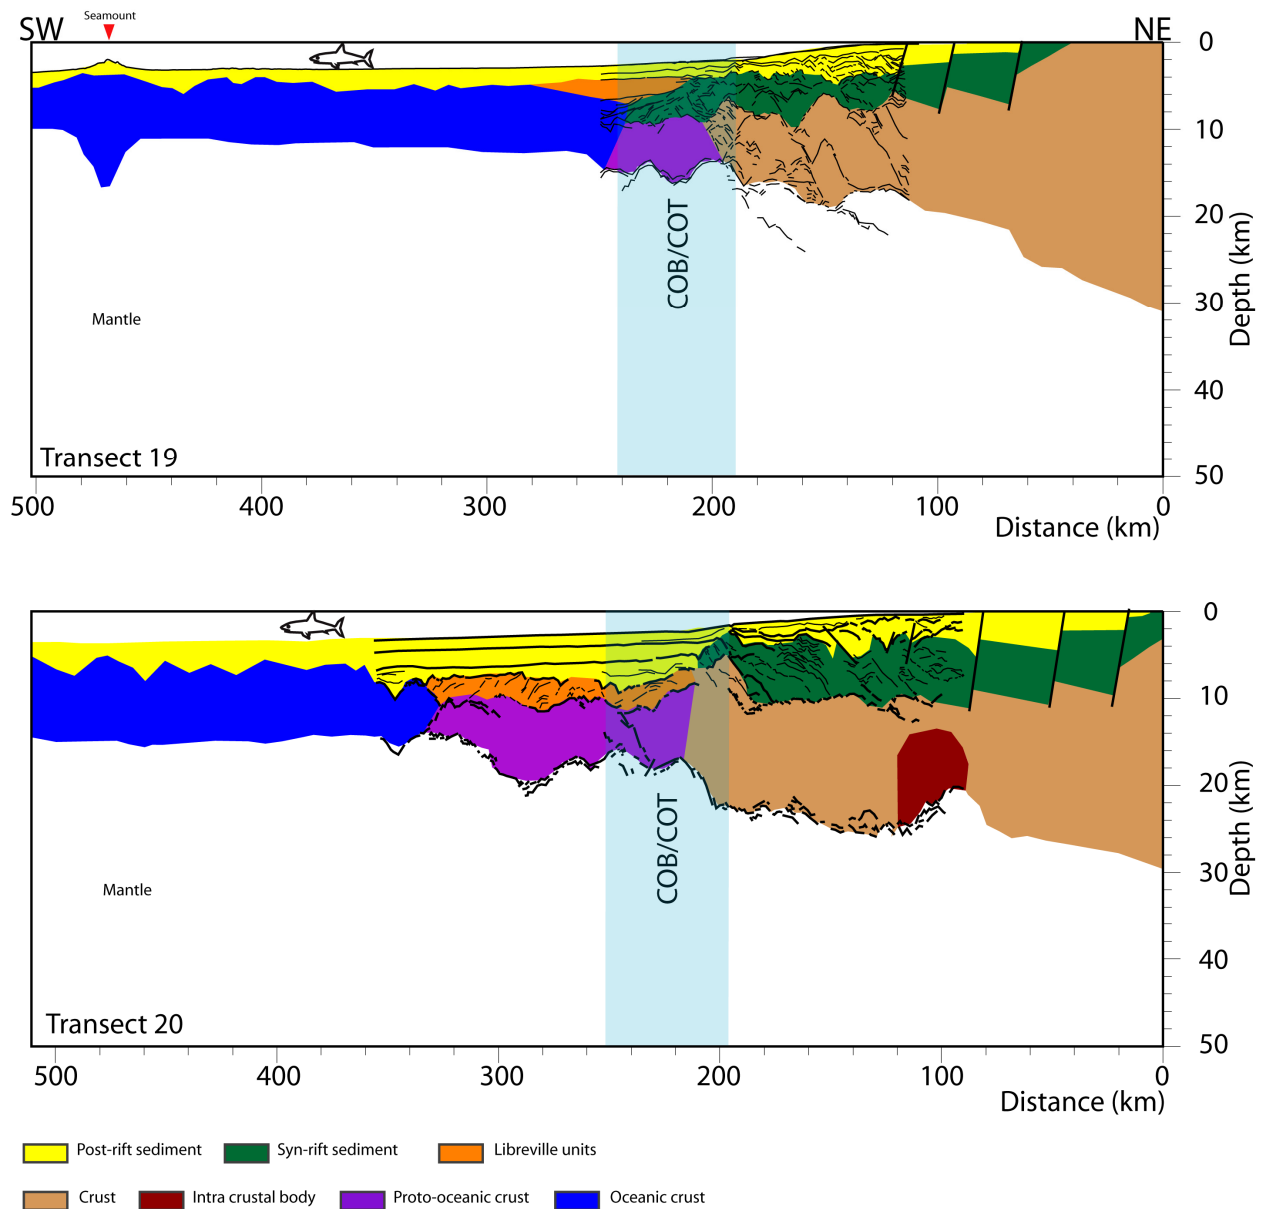 Seamount
SW
NE
0
10
20
30
40
50
Depth (km)
COB/COT
Mantle
Transect 19
500
400
300
200
100
0
Distance (km)
0
10
20
30
40
50
Depth (km)
COB/COT
Mantle
Transect 20
500
400
300
200
100
0
Distance (km)
Post-rift sediment
Syn-rift sediment
Libreville units
Crust
Intra crustal body
Proto-oceanic crust
Oceanic crust